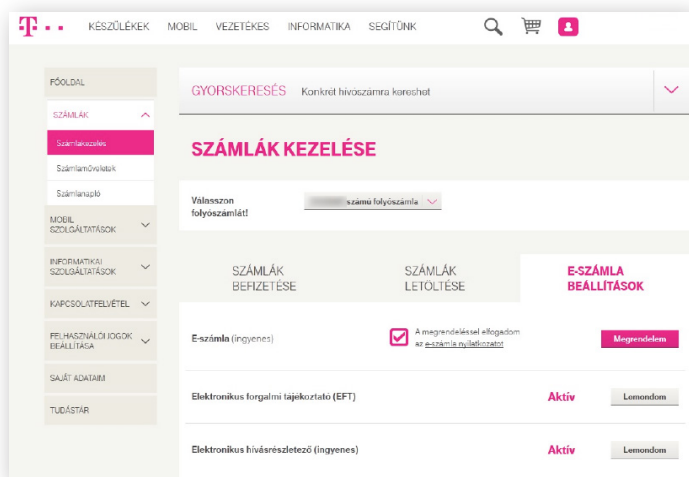 T
KÉSZÜLÉKEK MOBIL VEZETÉKES INFORMATIKA SEGÍTÜNK
FŐOLDAL
SZÁMLÁK
Számlakezelés
Számlaműveletek
Számlanapló
MOBIL
SZOLGÁLTATÁSOK
INFORMATIKAI
SZOLGÁLTATÁSOK
KAPCSOLATFELVÉTEL
FELHASZNÁLÓI JOGOK
BEÁLLÍTÁSA
SAJÁT ADATAIM
TUDÁSTÁR
GYORSKERESÉS Konkrét hívószámra kereshet
SZÁMLÁK KEZELÉSE
Válasszon
folyószámlát!
számú folyószámla
SZÁMLÁK
BEFIZETÉSE
SZÁMLÁK
LETÖLTÉSE
E-SZÁMLA
BEÁLLÍTÁSOK
E-számla (ingyenes)
A megrendeléssel elfogadom
az e-számla nyilatkozatot
Megrendelem
Elektronikus forgalmi tájékoztató (EFT) Aktív Lemondom
Elektronikus hívásrészletező (ingyenes) Aktív Lemondom